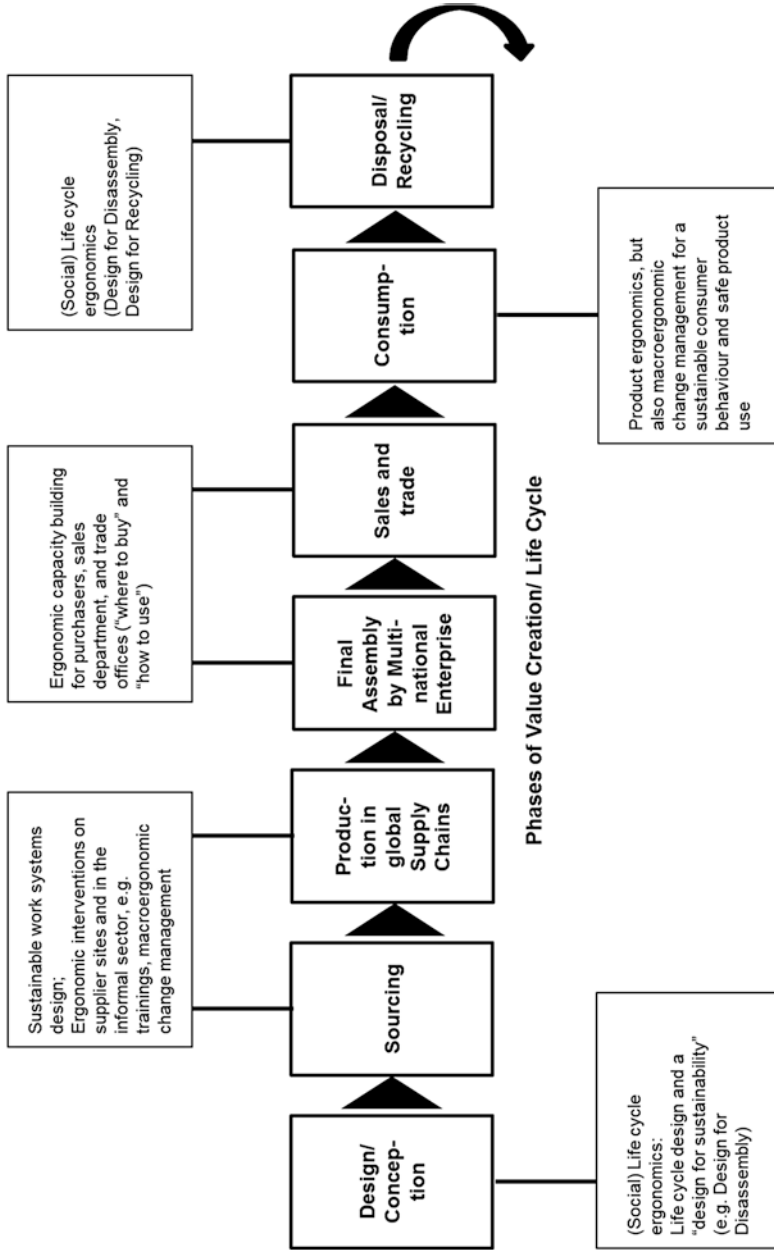 (Social) Life cycle
ergonomics:
Life cycle design and a
“design for sustainability”
(e.g. Design for
Disassembly)
Design/
Concep-
tion
Sourcing
Sustainable work systems
design;
Ergonomic interventions on
supplier sites and in the
informal sector, e.g.
trainings, macroergonomic
change management
Produc-
tion in
global
Supply
Chains
Final
Assembly
by Multi-
national
Enterprise
Ergonomic capacity building
for purchasers, sales
department, and trade
offices (“where to buy” and
“how to use”)
Sales and
trade
Consump-
tion
Product ergonomics, but
also macroergonomic
change management for a
sustainable consumer
behaviour and safe product
use
Disposal/
Recycling
(Social) Life cycle
ergonomics
(Design for Disassembly,
Design for Recycling)
Phases of Value Creation/ Life Cycle